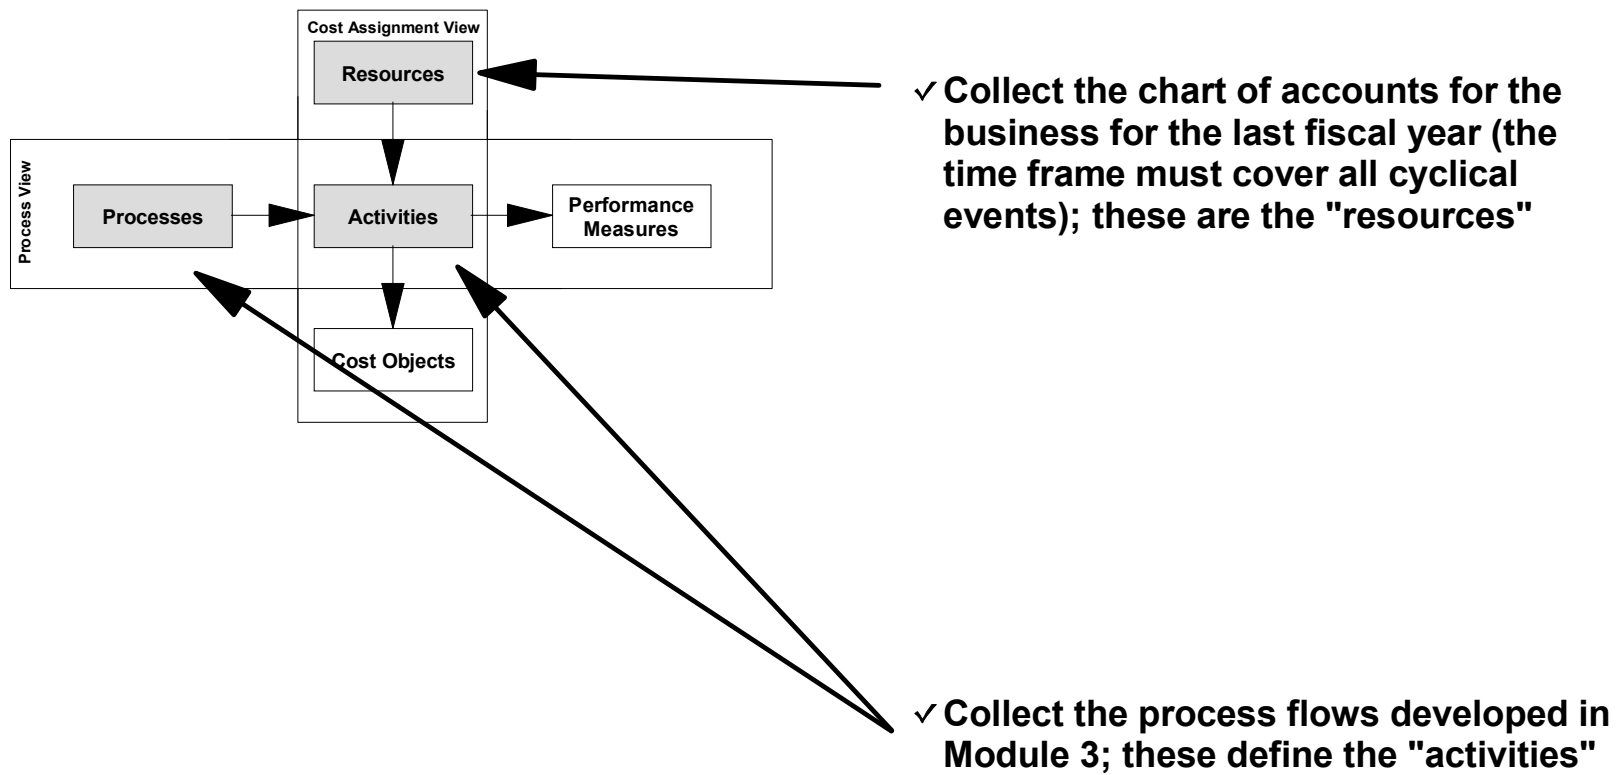 Cost Assignment View
Resources
✓ Collect the chart of accounts for the
business for the last fiscal year (the
time frame must cover all cyclical
events); these are the "resources"
Process View
Processes
Activities
Performance
Measures
Cost Objects
✓ Collect the process flows developed in
Module 3; these define the "activities"